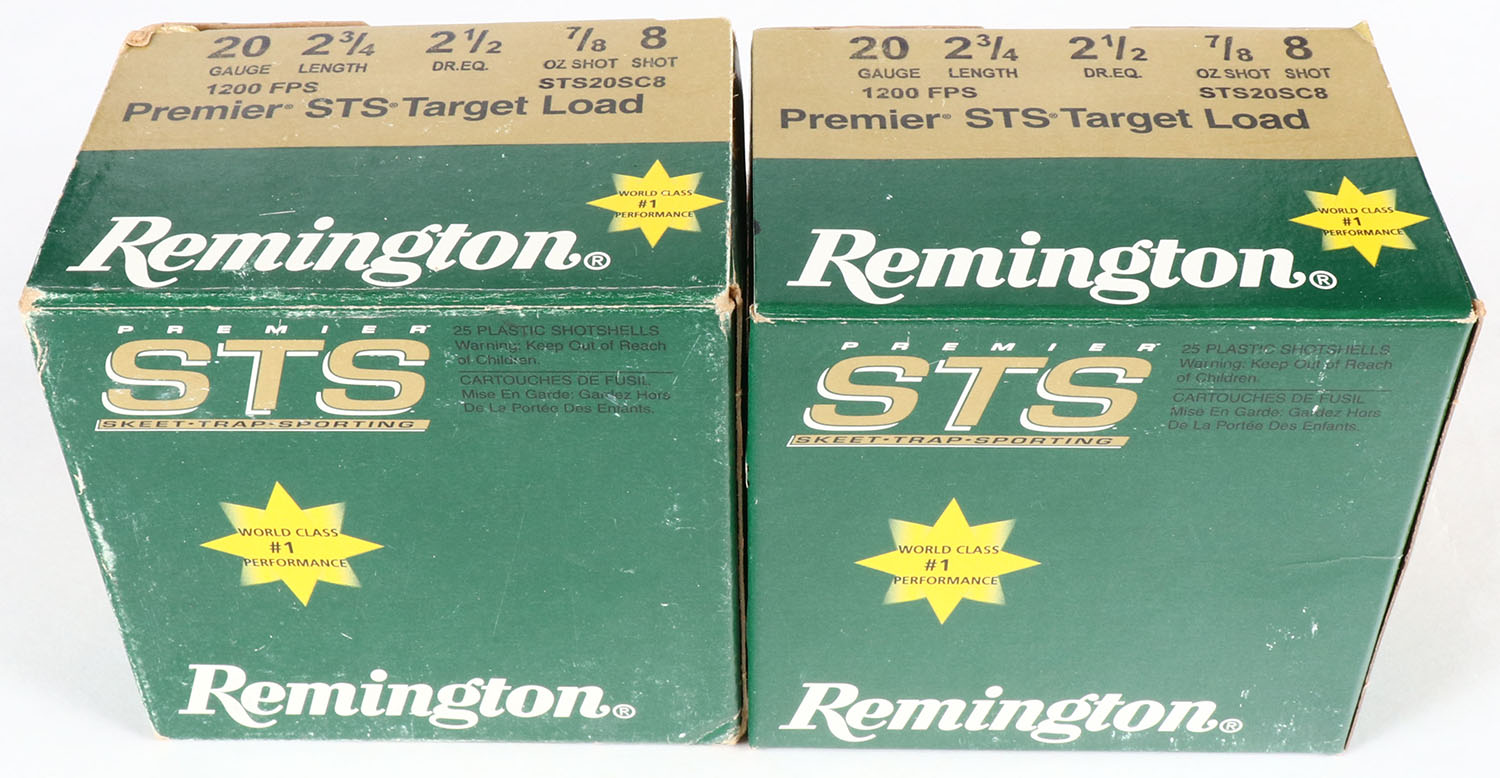 20 2 3/4 2 1/2 7/8 8
GAUGE LENGTH DR.EQ. OZ SHOT SHOT
1200 FPS STS20SC8
Premier® STS® Target Load
WORLD CLASS
#1
PERFORMANCE
Remington®
PREMIER
STS
SKEET•TRAP•SPORTING
25 PLASTIC SHOTSHELLS
Warning: Keep Out of Reach
of Children.
CARTOUCHES DE FUSIL
Mise En Garde: Gardez Hors
De La Portée Des Enfants.
WORLD CLASS
#1
PERFORMANCE
Remington®
20 2 3/4 2 1/2 7/8 8
GAUGE LENGTH DR.EQ. OZ SHOT SHOT
1200 FPS STS20SC8
Premier® STS® Target Load
WORLD CLASS
#1
PERFORMANCE
Remington®
PREMIER
STS
SKEET•TRAP•SPORTING
25 PLASTIC SHOTSHELLS
Warning: Keep Out of Reach
of Children.
CARTOUCHES DE FUSIL
Mise En Garde: Gardez Hors
De La Portée Des Enfants.
WORLD CLASS
#1
PERFORMANCE
Remington®